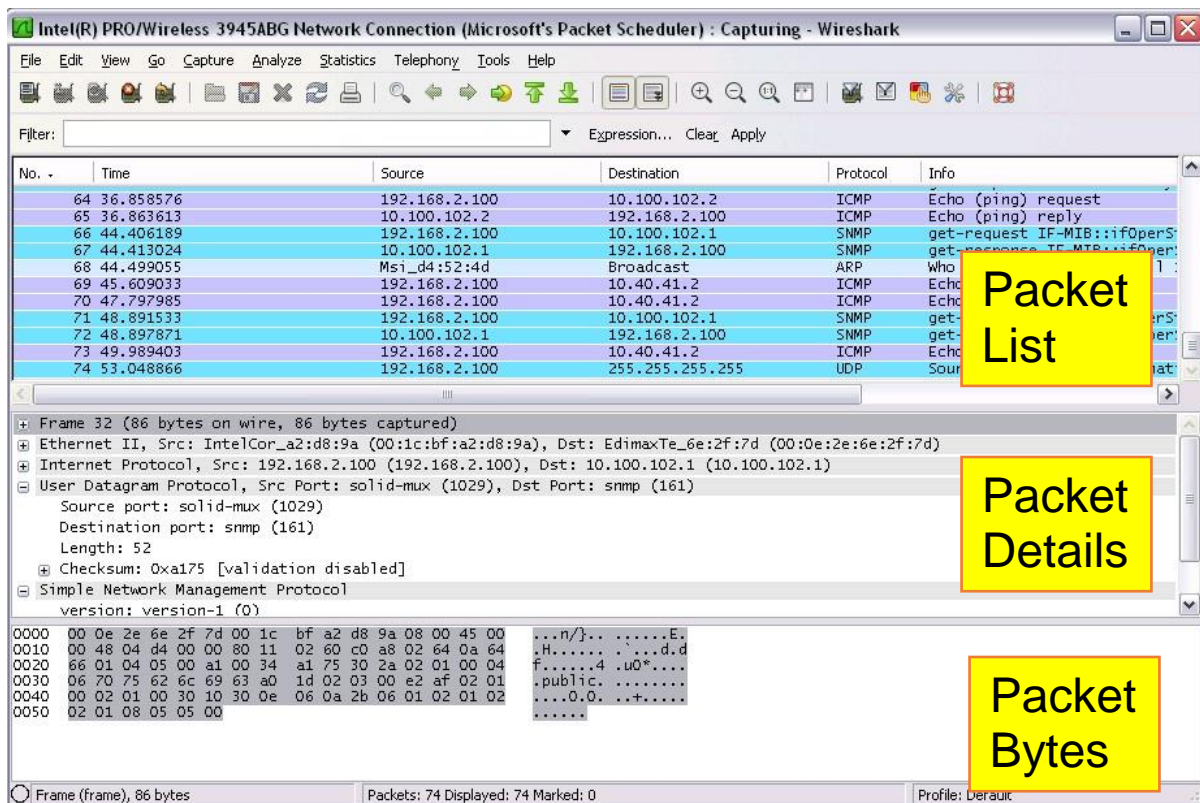 Intel(R) PRO/Wireless 3945ABG Network Connection (Microsoft's Packet Scheduler) : Capturing - Wireshark
File Edit View Go Capture Analyze Statistics Telephony Tools Help
Filter: Expression... Clear Apply
No. Time Source Destination Protocol Info
64 36.858576 192.168.2.100 10.100.102.2 ICMP Echo (ping) request
65 36.863613 10.100.102.2 192.168.2.100 ICMP Echo (ping) reply
66 44.406189 192.168.2.100 10.100.102.1 SNMP get-request IF-MIB::ifOperS
67 44.413024 10.100.102.1 192.168.2.100 SNMP get-response IF-MIB::ifOper
68 44.499055 Msi_d4:52:4d Broadcast ARP Who
69 45.609033 192.168.2.100 10.40.41.2 ICMP Echo
70 47.797985 192.168.2.100 10.40.41.2 ICMP Echo
71 48.891533 192.168.2.100 10.100.102.1 SNMP get-
72 48.897871 10.100.102.1 192.168.2.100 SNMP get-
73 49.989403 192.168.2.100 10.40.41.2 ICMP Echo
74 53.048866 192.168.2.100 255.255.255.255 UDP Sour
Packet
List
Frame 32 (86 bytes on wire, 86 bytes captured)
Ethernet II, Src: IntelCor_a2:d8:9a (00:1c:bf:a2:d8:9a), Dst: EdimaxTe_6e:2f:7d (00:0e:2e:6e:2f:7d)
Internet Protocol, Src: 192.168.2.100 (192.168.2.100), Dst: 10.100.102.1 (10.100.102.1)
User Datagram Protocol, Src Port: solid-mux (1029), Dst Port: snmp (161)
Source port: solid-mux (1029)
Destination port: snmp (161)
Length: 52
Checksum: 0xa175 [validation disabled]
Simple Network Management Protocol
version: version-1 (0)
Packet
Details
0000 00 0e 2e 6e 2f 7d 00 1c bf a2 d8 9a 08 00 45 00 ...n/}.. ......E.
0010 00 48 04 d4 00 00 80 11 02 60 c0 a8 02 64 0a 64 .H...... .`...d.d
0020 66 01 04 05 00 a1 00 34 a1 75 30 2a 02 01 00 04 f......4 .u0*....
0030 06 70 75 62 6c 69 63 a0 1d 02 03 00 e2 af 02 01 .public. ........
0040 00 02 01 00 30 10 30 0e 06 0a 2b 06 01 02 01 02 ....0.0. ..+.....
0050 02 01 08 05 05 00 ......
Packet
Bytes
Frame (frame), 86 bytes Packets: 74 Displayed: 74 Marked: 0 Profile: Default